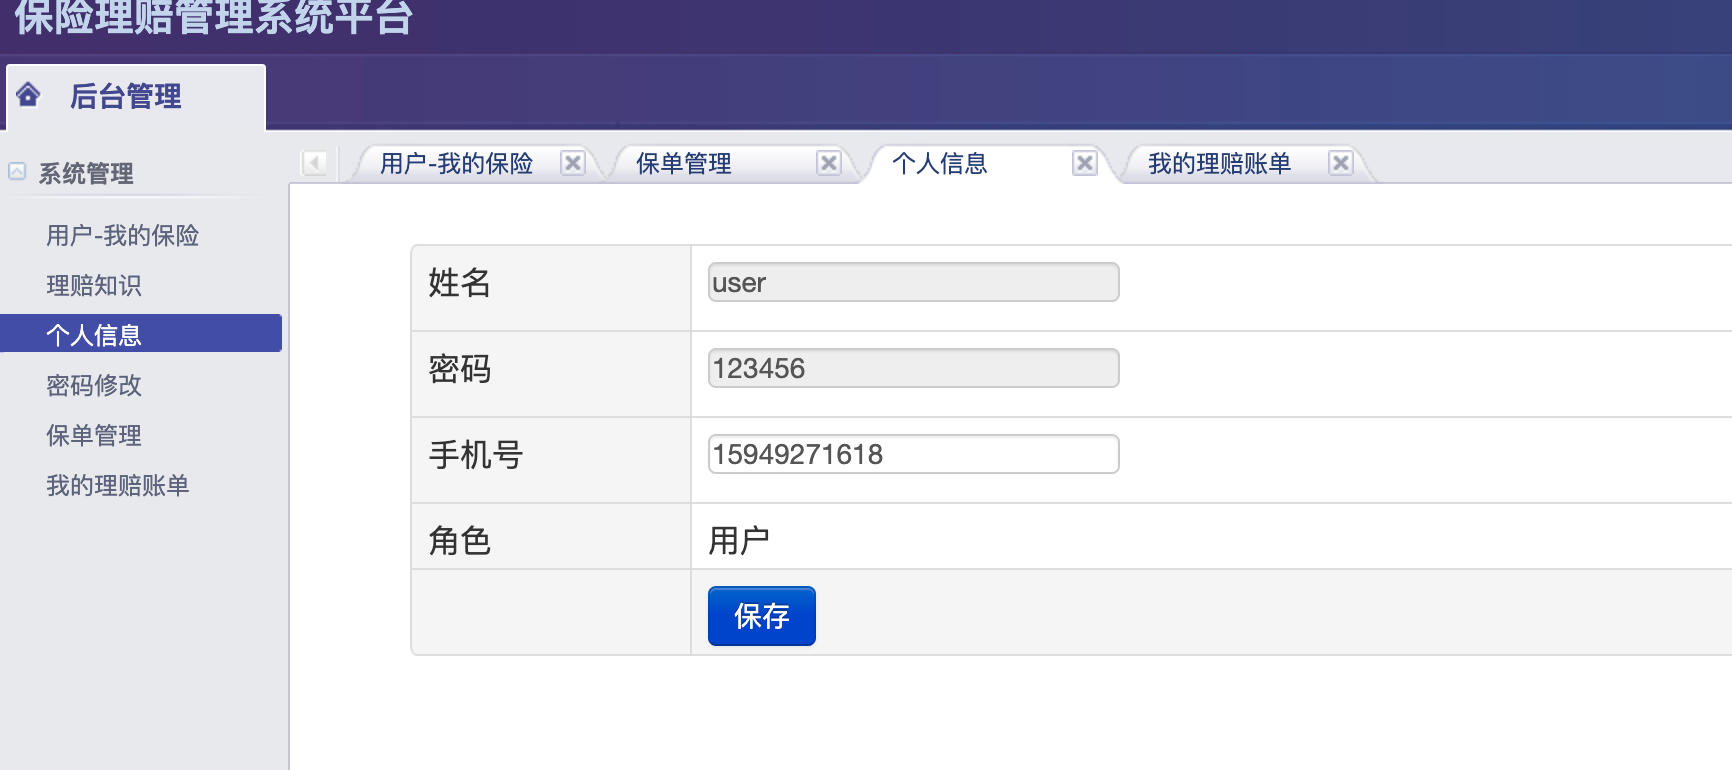 保险理赔管理系统平台
后台管理
系统管理
用户-我的保险
理赔知识
个人信息
密码修改
保单管理
我的理赔账单
用户-我的保险
保单管理
个人信息
我的理赔账单
姓名
user
密码
123456
手机号
15949271618
角色
用户
保存